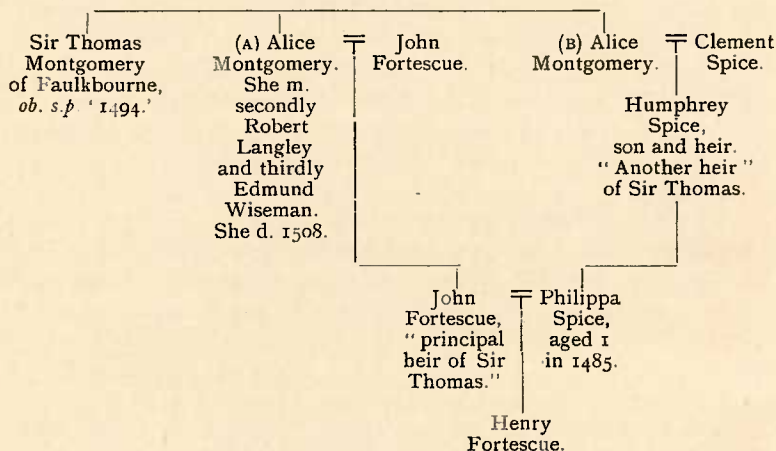 Sir Thomas
Montgomery
of Faulkbourne,
ob. s.p. ‘ 1494.’
(A) Alice
Montgomery.
She m.
secondly
Robert
Langley
and thirdly
Edmund
Wiseman.
She d. 1508.
John
Fortescue.
(B) Alice
Montgomery.
Clement
Spice.
Humphrey
Spice,
son and heir.
“ Another heir ”
of Sir Thomas.
John
Fortescue,
“ principal
heir of Sir
Thomas.”
Philippa
Spice,
aged 1
in 1485.
Henry
Fortescue.